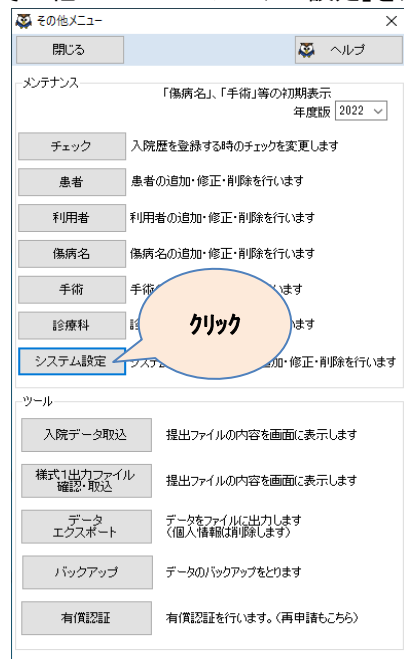 その他メニュー
閉じる
ヘルプ
メンテナンス
「傷病名」、「手術」等の初期表示
年度版 2022
チェック 入院歴を登録する時のチェックを変更します
患者 患者の追加・修正・削除を行います
利用者 利用者の追加・修正・削除を行います
傷病名 傷病名の追加・修正・削除を行います
手術 手術 います
診療科 います
クリック
システム設定 システ 追加・修正・削除を行います
ツール
入院データ取込 提出ファイルの内容を画面に表示します
様式1出力ファイル
確認・取込 提出ファイルの内容を画面に表示します
データ
エクスポート データをファイルに出力します
(個人情報は削除します)
バックアップ データのバックアップをとります
有償認証 有償認証を行います。(再申請もこちら)